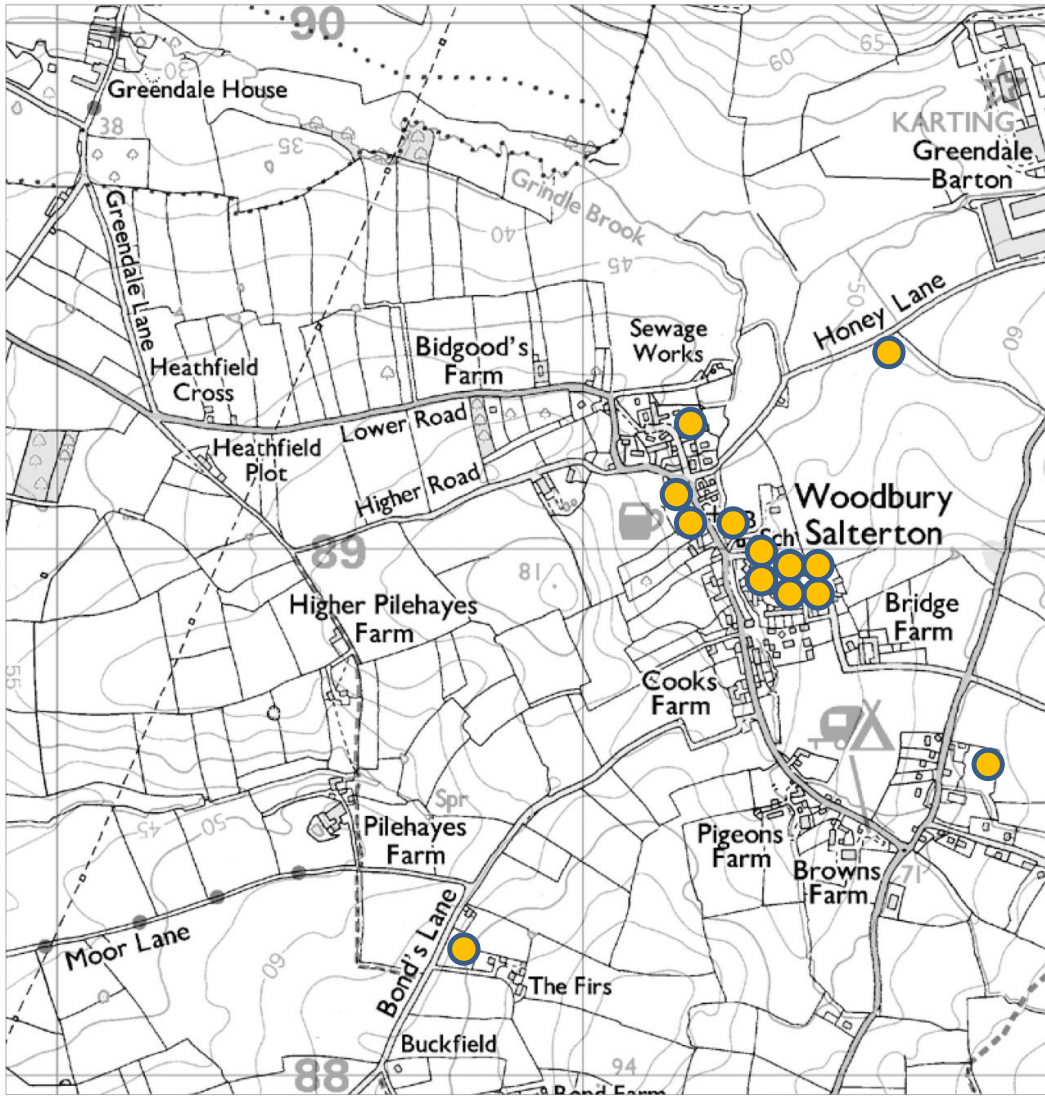 90
65
60
30
Greendale House
38
KARTING
Greendale
Barton
35
Grindle Brook
Greendale Lane
40
45
50
Honey Lane
60
Sewage
Works
Bidgood's
Farm
Heathfield
Cross
Lower Road
Heathfield
Plot
Higher Road
Woodbury
Salterton
Sch
89
81
Higher Pilehayes
Farm
Bridge
Farm
55
Cooks
Farm
Spr
45
50
Pilehayes
Farm
Pigeons
Farm
Browns
Farm
71
Moor Lane
Bond's Lane
60
The Firs
Buckfield
88
94
Bond Farm